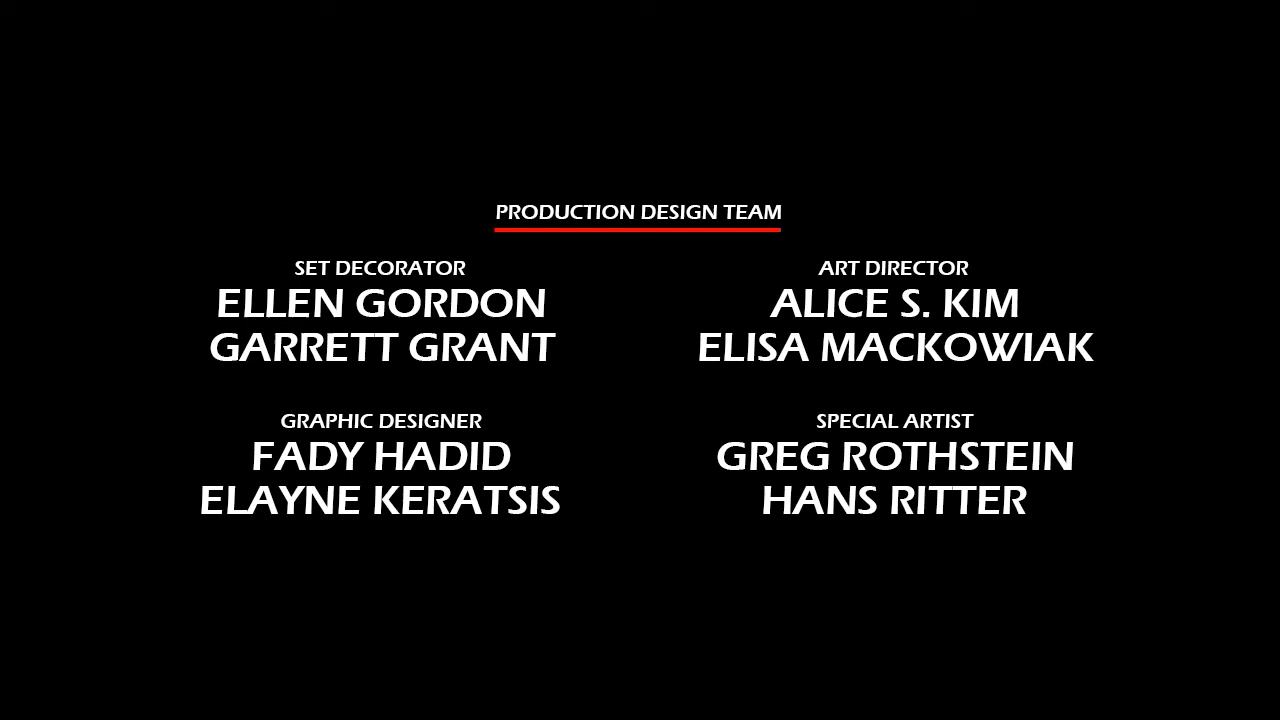 PRODUCTION DESIGN TEAM
SET DECORATOR
ELLEN GORDON
GARRETT GRANT
ART DIRECTOR
ALICE S. KIM
ELISA MACKOWIAK
GRAPHIC DESIGNER
FADY HADID
ELAYNE KERATSIS
SPECIAL ARTIST
GREG ROTHSTEIN
HANS RITTER